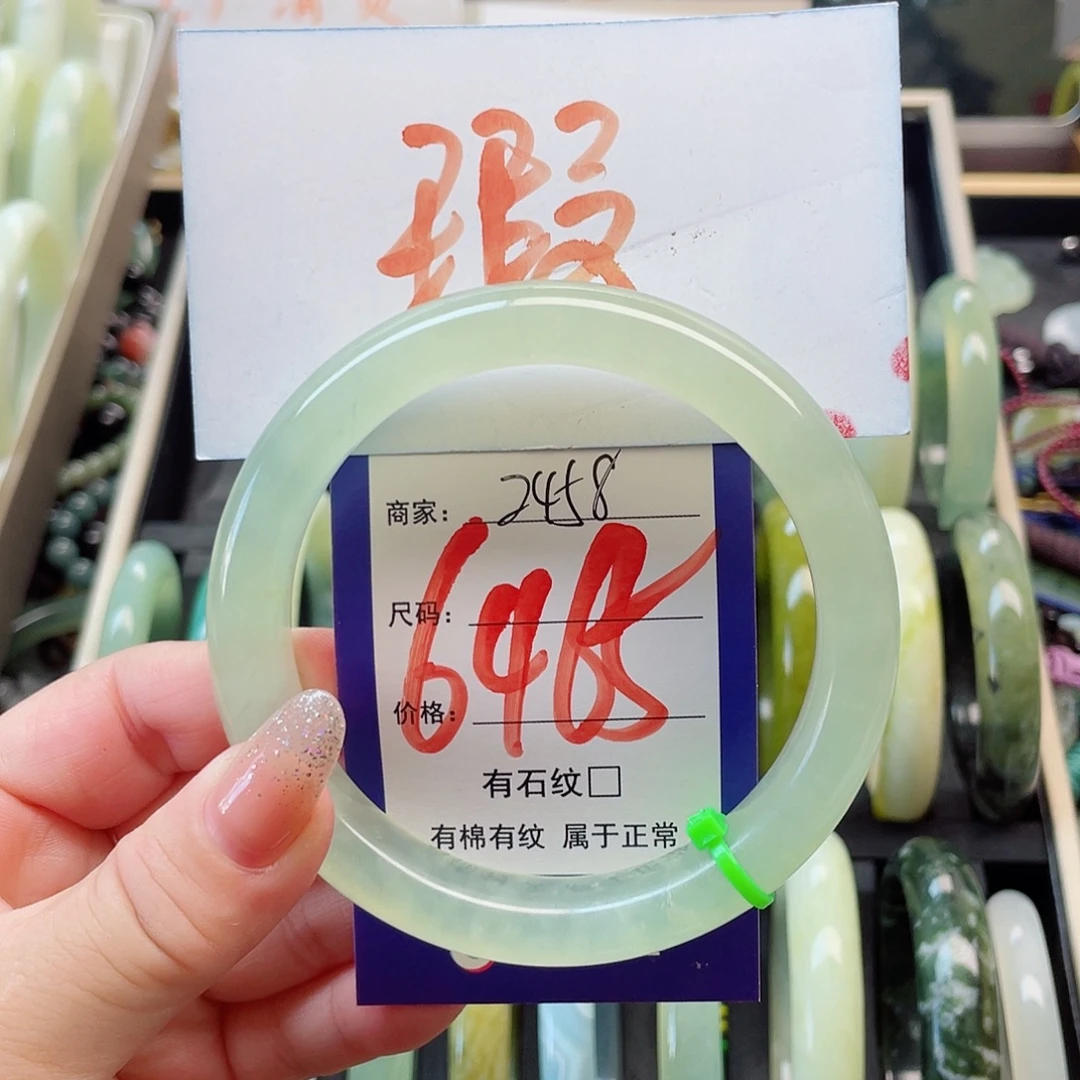 瑕
商家: 2458
尺码:
648
价格:
有石纹□
有棉有纹 属于正常